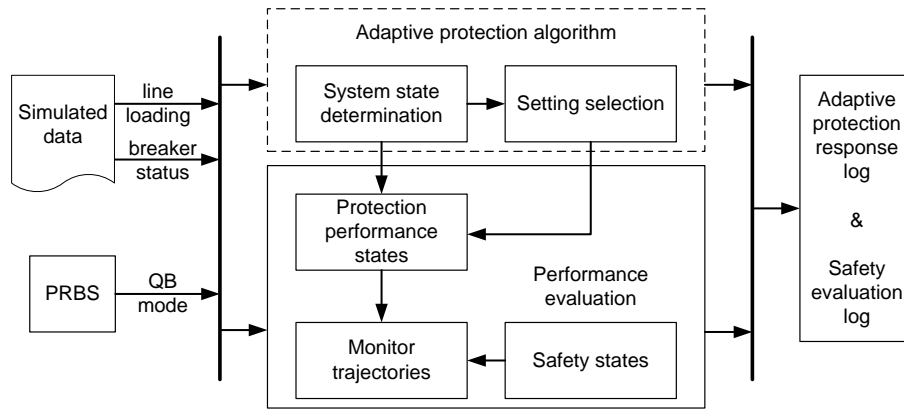 Adaptive protection algorithm
Simulated
data
line
loading
breaker
status
System state
determination
Setting selection
Protection
performance
states
PRBS
QB
mode
Performance
evaluation
Monitor
trajectories
Safety states
Adaptive
protection
response
log
&
Safety
evaluation
log